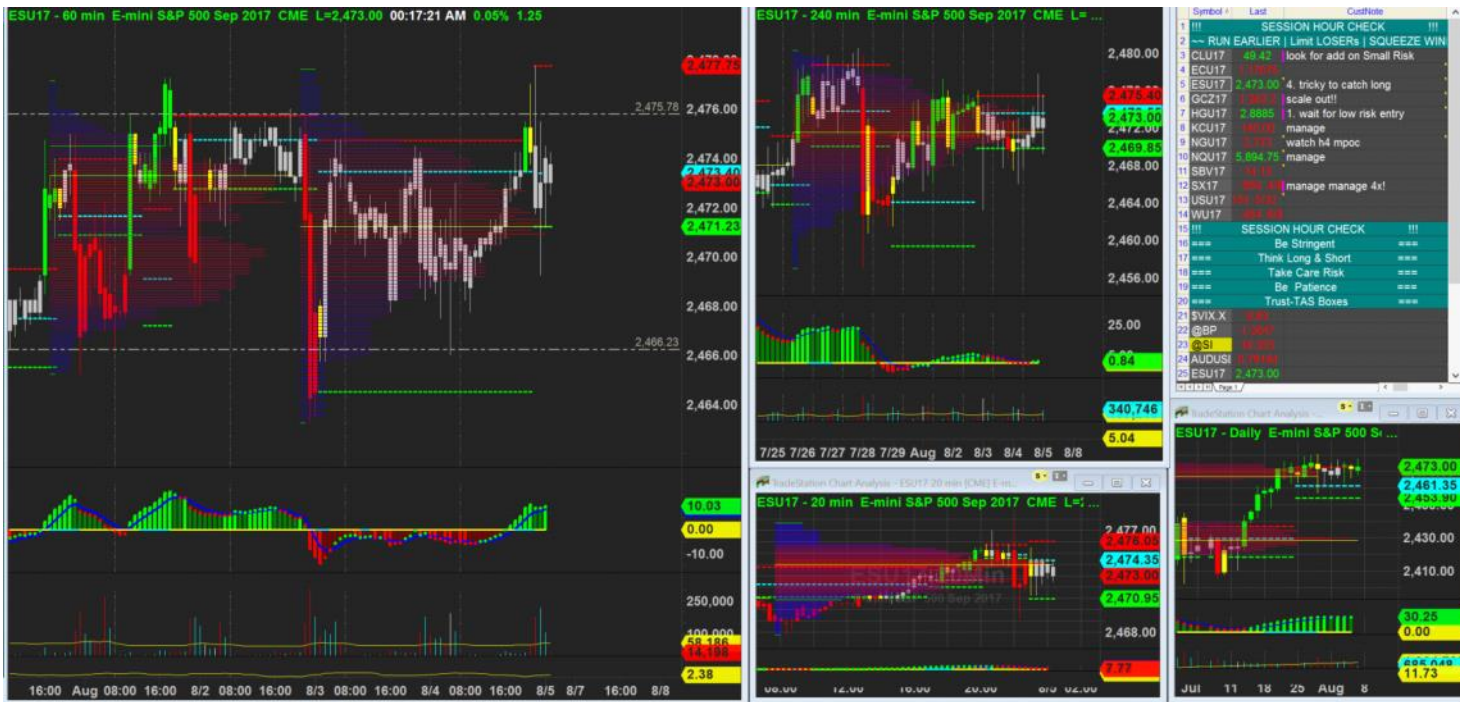 ESU17 - 60 min E-mini S&P 500 Sep 2017 CME L=2,473.00 00:17:21 AM 0.05% 1.25
2,477.75
2,475.78
2,476.00
2,474.00
2,473.40
2,473.00
2,472.00
2,471.23
2,470.00
2,468.00
2,466.23
2,466.00
2,464.00
10.03
0.00
-10.00
250,000
100,000
58,186
14,198
2.38
16:00 Aug 08:00 16:00 8/2 08:00 16:00 8/3 08:00 16:00 8/4 08:00 16:00 8/5 8/7 16:00 8/8
ESU17 - 240 min E-mini S&P 500 Sep 2017 CME L= ...
2,480.00
2,475.40
2,473.00
2,472.00
2,469.85
2,468.00
2,464.00
2,460.00
2,456.00
25.00
0.84
340,746
5.04
7/25 7/26 7/27 7/28 7/29 Aug 8/2 8/3 8/4 8/5 8/8
TradeStation Chart Analysis - ESU17 20 min [CME] E-m...
ESU17 - 20 min E-mini S&P 500 Sep 2017 CME L=2 ...
2,477.00
2,476.05
2,474.35
2,473.00
2,470.95
2,468.00
7.77
08:00 12:00 16:00 20:00 8/5 02:00
Symbol Last CustNote
1 !!! SESSION HOUR CHECK !!!
2 ~~ RUN EARLIER | Limit LOSERs | SQUEEZE WIN
3 CLU17 49.42 look for add on Small Risk
4 ECU17
5 ESU17 2,473.00 4. tricky to catch long
6 GCZ17 scale out!!
7 HGU17 2.8885 1. wait for low risk entry
8 KCU17 manage
9 NGU17 watch h4 mpoc
10 NQU17 5,894.75 manage
11 SBV17
12 SX17 manage manage 4x!
13 USU17
14 WU17
15 !!! SESSION HOUR CHECK !!!
16 === Be Stringent ===
17 === Think Long & Short ===
18 === Take Care Risk ===
19 === Be Patience ===
20 === Trust-TAS Boxes ===
21 $VIX.X
22 @BP
23 @SI
24 AUDUSI
25 ESU17 2,473.00
Page 1
TradeStation Chart Analysis - ...
ESU17 - Daily E-mini S&P 500 S ...
2,473.00
2,461.35
2,453.90
2,430.00
2,410.00
30.25
0.00
685,048
11.73
Jul 11 18 25 Aug 8